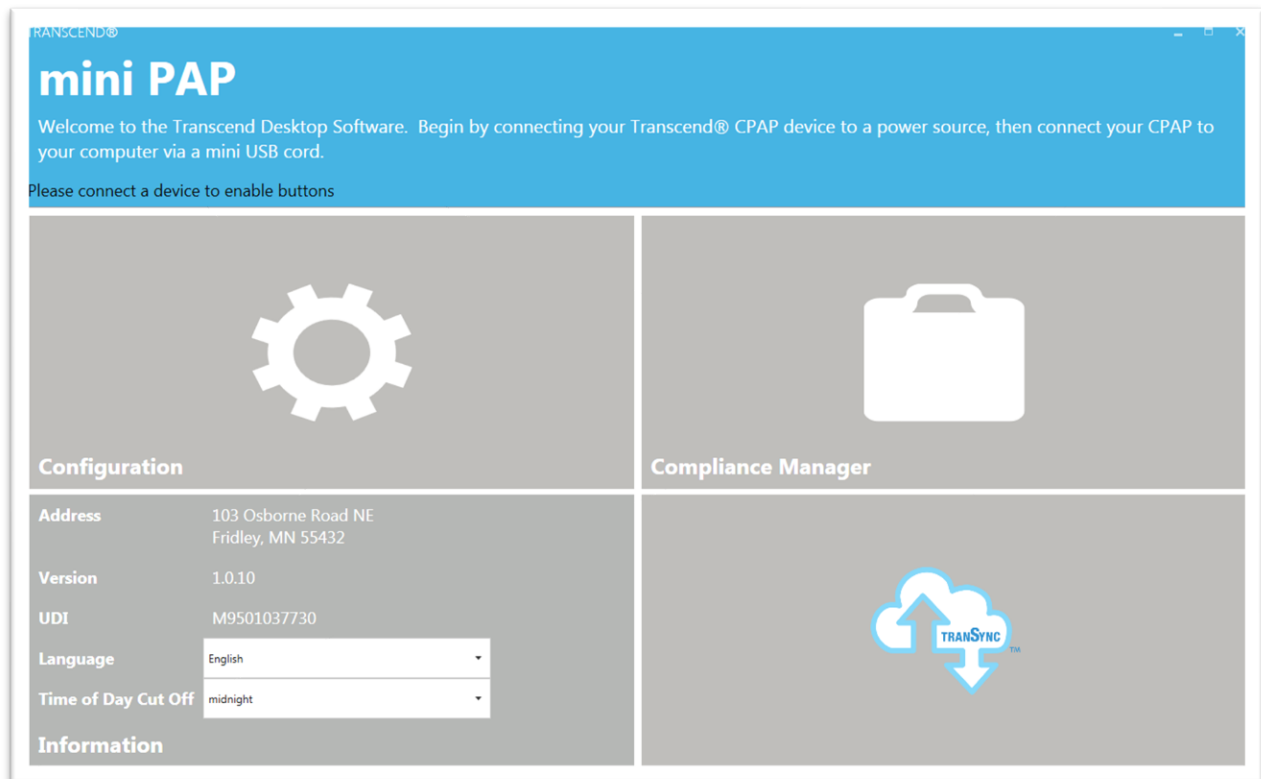 TRANSCEND®
mini PAP
Welcome to the Transcend Desktop Software. Begin by connecting your Transcend® CPAP device to a power source, then connect your CPAP to
your computer via a mini USB cord.
Please connect a device to enable buttons
Configuration
Compliance Manager
Address 103 Osborne Road NE
Fridley, MN 55432
Version 1.0.10
UDI M9501037730
Language English
Time of Day Cut Off midnight
Information
TRANSYNC™